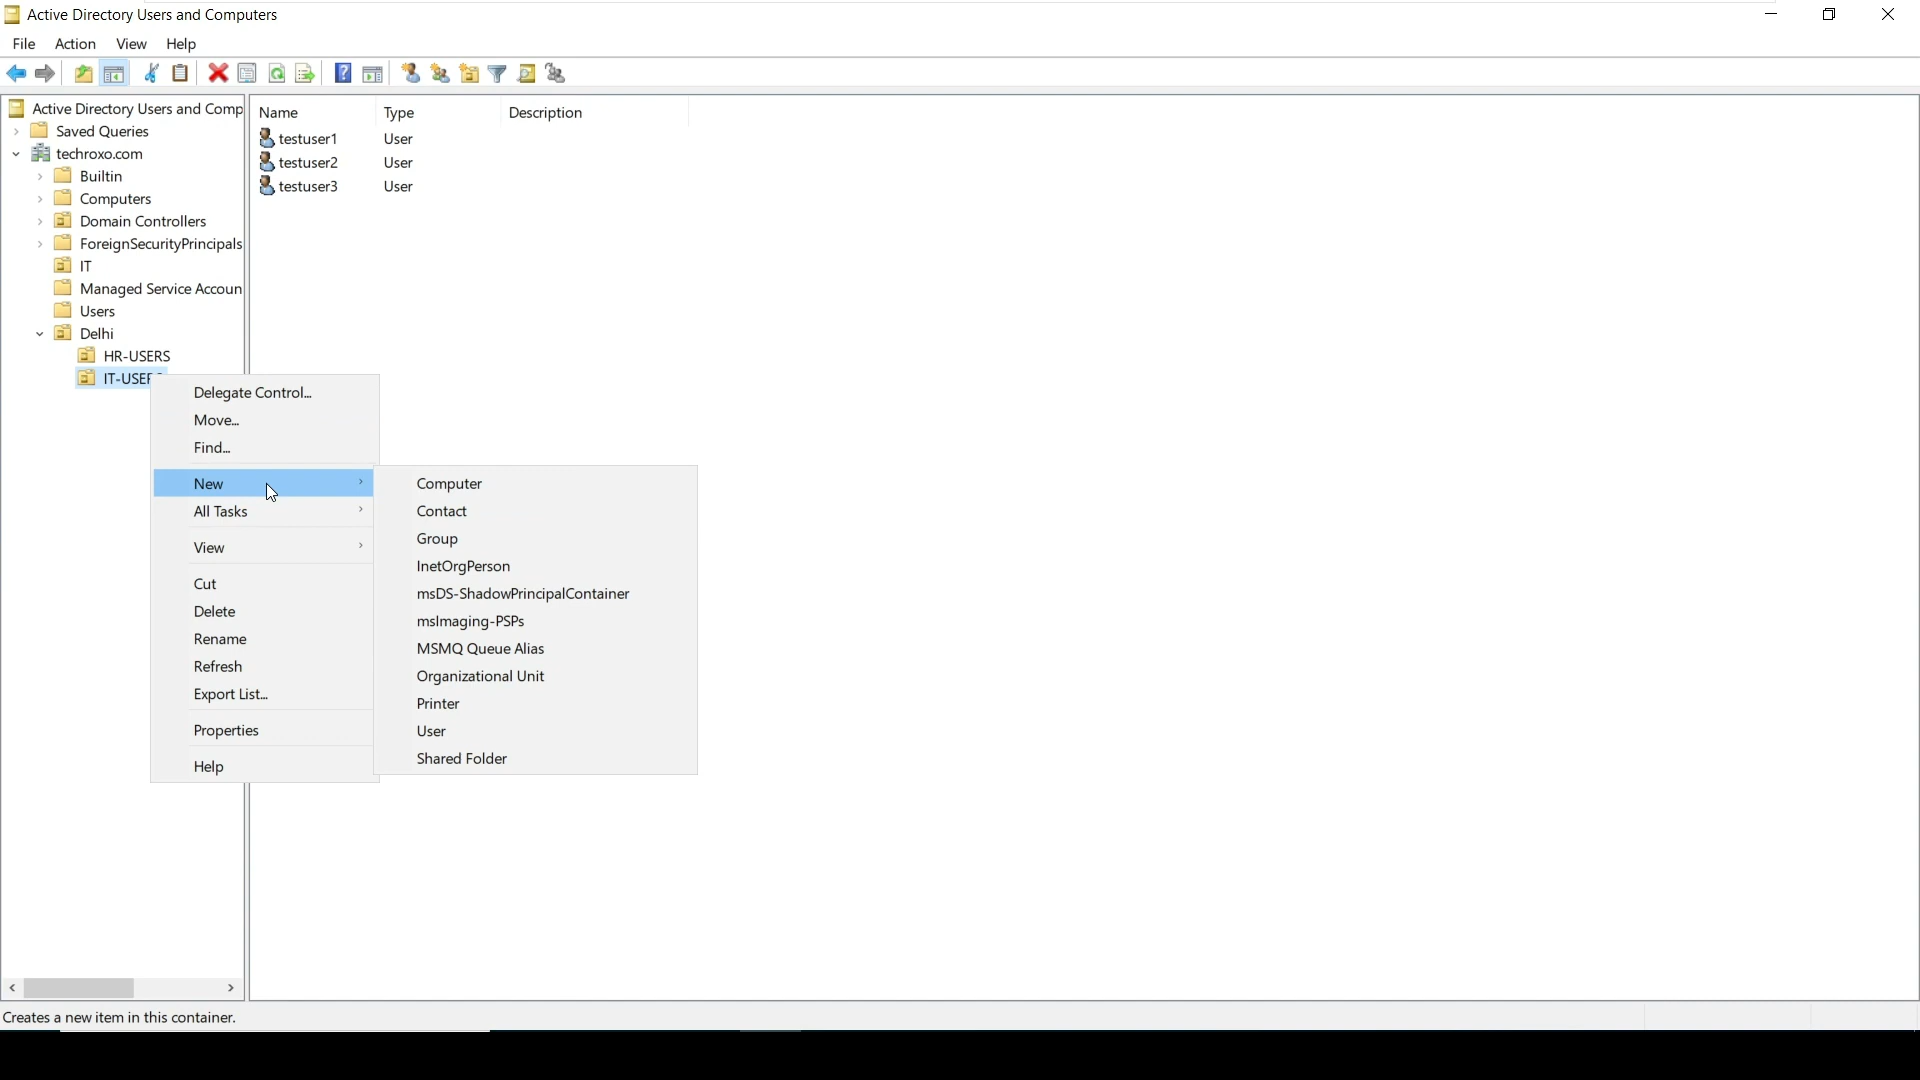 Active Directory Users and Computers
File Action View Help
Active Directory Users and Comp
Saved Queries
techroxo.com
Builtin
Computers
Domain Controllers
ForeignSecurityPrincipals
IT
Managed Service Accoun
Users
Delhi
HR-USERS
IT-USER
Name Type Description
testuser1 User
testuser2 User
testuser3 User
Delegate Control...
Move...
Find...
New
All Tasks
View
Cut
Delete
Rename
Refresh
Export List...
Properties
Help
Computer
Contact
Group
InetOrgPerson
msDS-ShadowPrincipalContainer
msImaging-PSPs
MSMQ Queue Alias
Organizational Unit
Printer
User
Shared Folder
Creates a new item in this container.